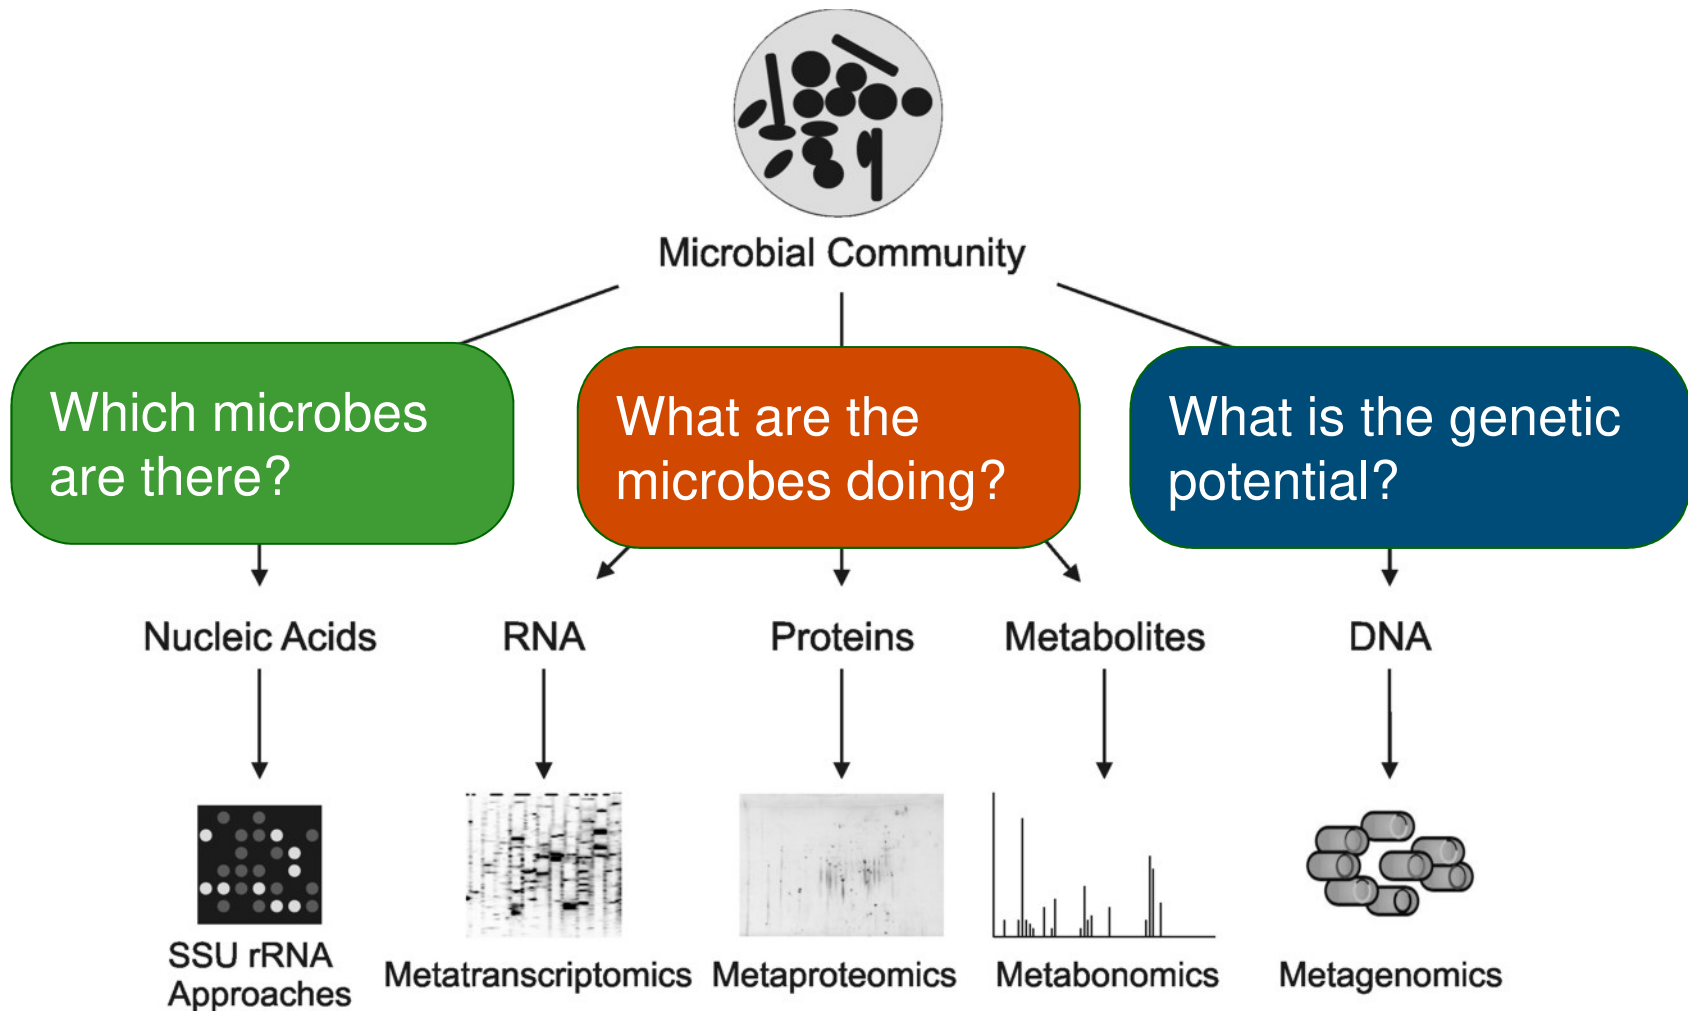 Microbial Community
Which microbes
are there?
What are the
microbes doing?
What is the genetic
potential?
Nucleic Acids
RNA
Proteins
Metabolites
DNA
SSU rRNA
Approaches
Metatranscriptomics
Metaproteomics
Metabonomics
Metagenomics